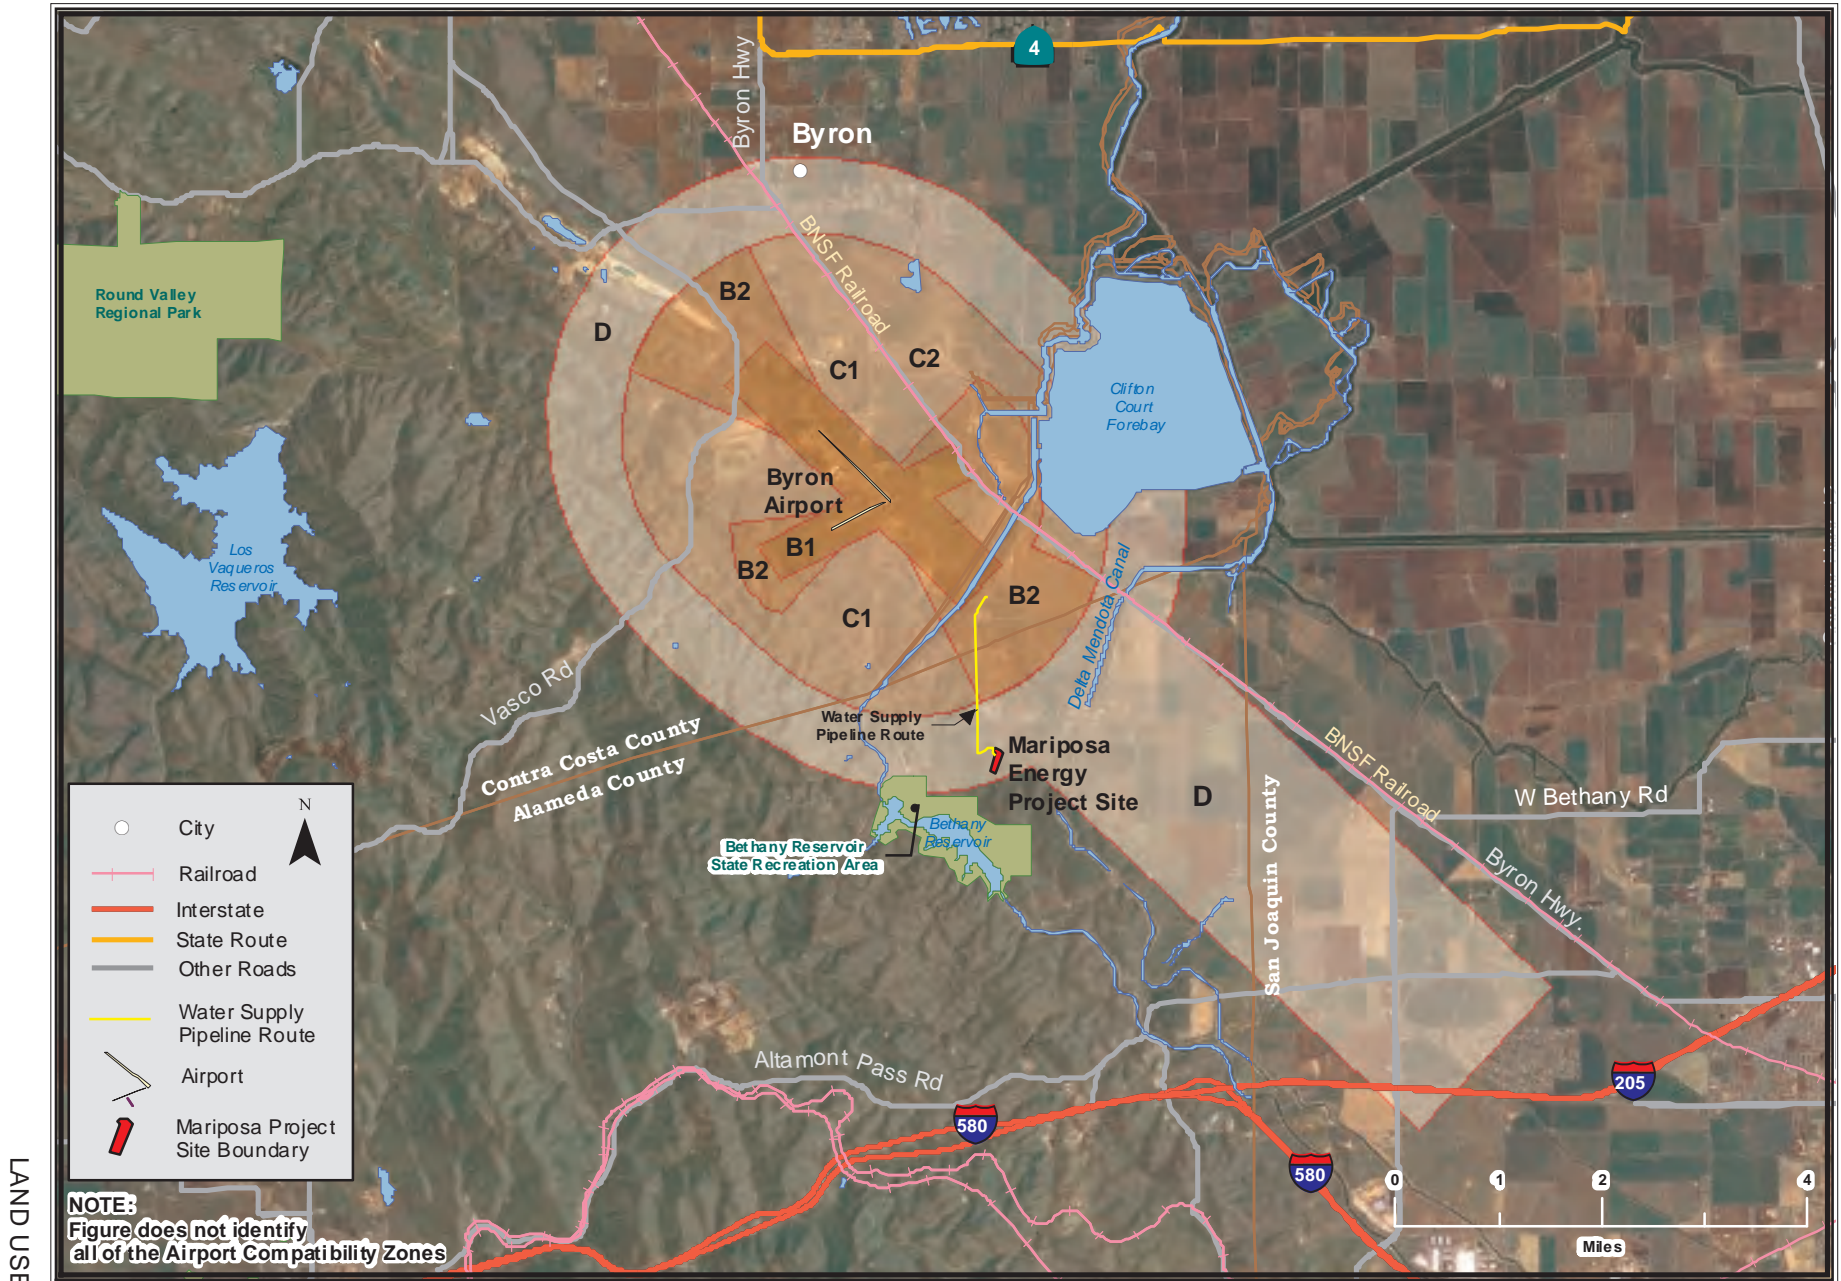 4
Byron Hwy
Byron
BNSF Railroad
Round Valley
Regional Park
B2
D
C1
C2
Clifton
Court
Forebay
Byron
Airport
B1
B2
Los
Vaqueros
Reservoir
B2
C1
Delta Mendota Canal
Vasco Rd
Water Supply
Pipeline Route
Contra Costa County
Alameda County
Mariposa
Energy
Project Site
D
San Joaquin County
BNSF Railroad
W Bethany Rd
Byron Hwy.
Bethany
Reservoir
Bethany Reservoir
State Recreation Area
N
City
Railroad
Interstate
State Route
Other Roads
Water Supply
Pipeline Route
Airport
Mariposa Project
Site Boundary
Altamont Pass Rd
580
205
580
0 1 2 4
Miles
NOTE:
Figure does not identify
all of the Airport Compatibility Zones
LAND USE